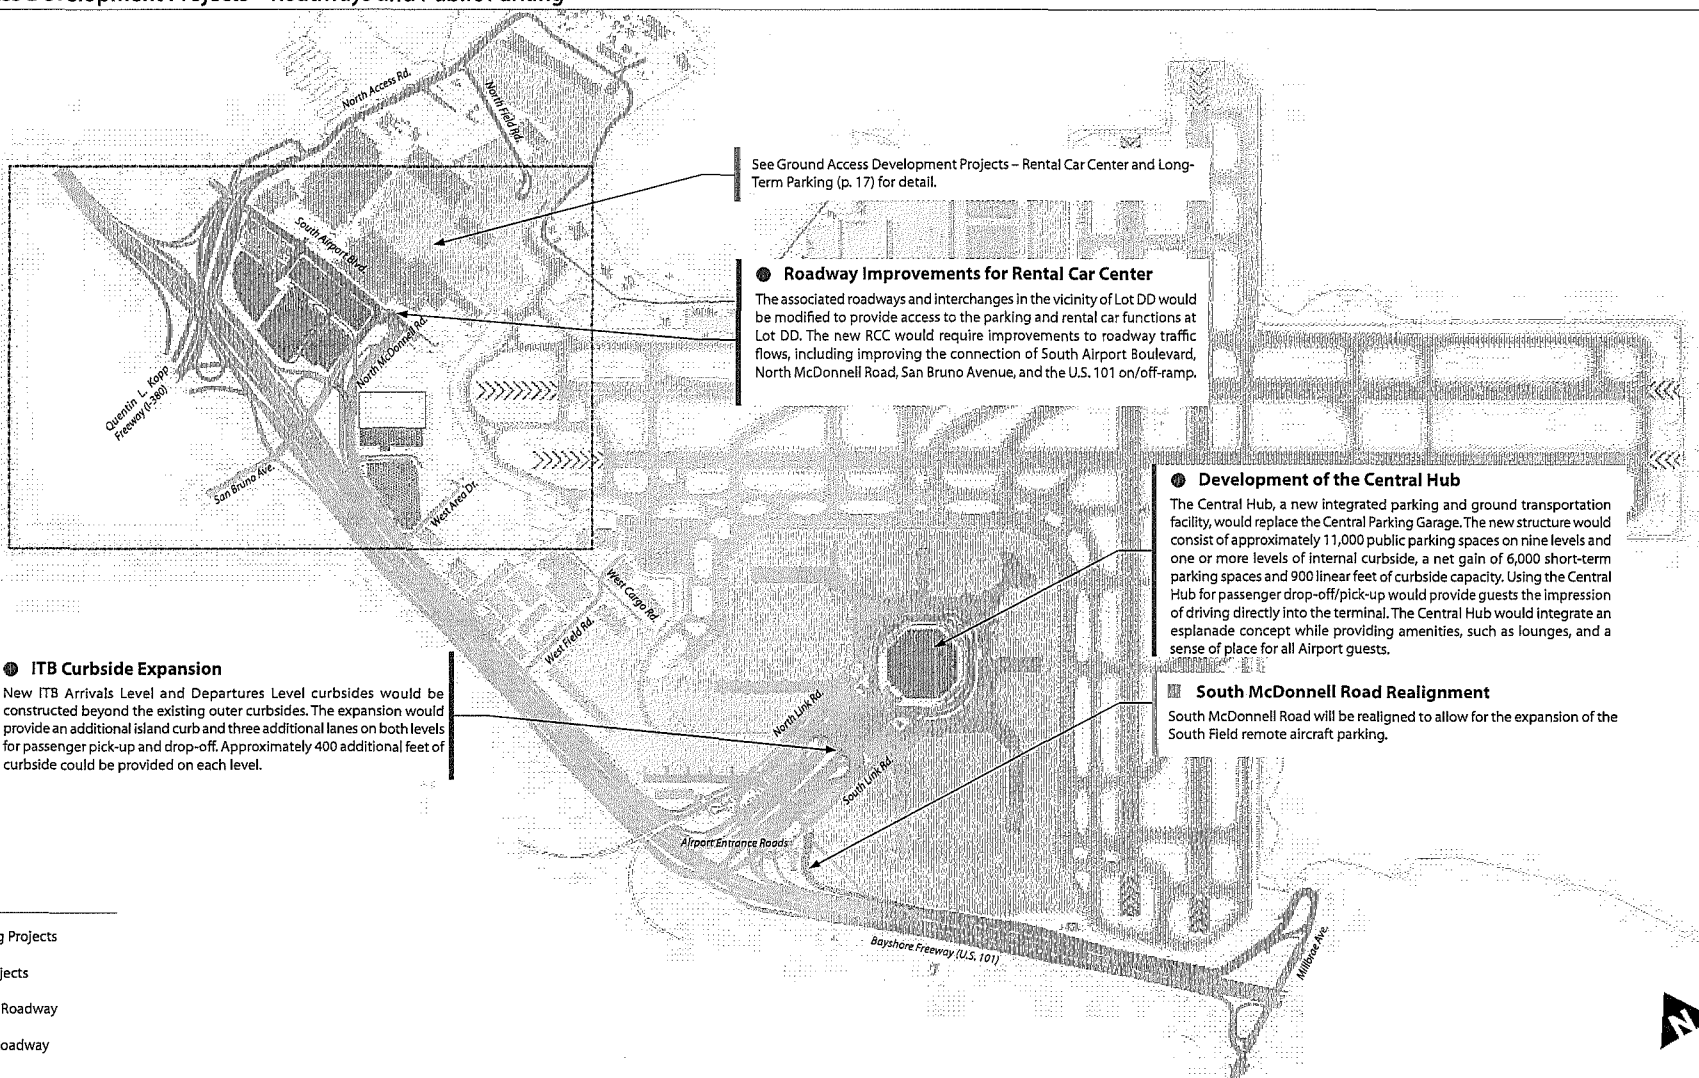 Development Projects – Roadways and Public Parking
North Access Rd.
North Field Rd.
See Ground Access Development Projects – Rental Car Center and Long-
Term Parking (p. 17) for detail.
South Airport Blvd.
● Roadway Improvements for Rental Car Center
The associated roadways and interchanges in the vicinity of Lot DD would
be modified to provide access to the parking and rental car functions at
Lot DD. The new RCC would require improvements to roadway traffic
flows, including improving the connection of South Airport Boulevard,
North McDonnell Road, San Bruno Avenue, and the U.S. 101 on/off-ramp.
North McDonnell Rd.
Quentin L. Kopp
Freeway (I-380)
San Bruno Ave.
West Area Dr.
● Development of the Central Hub
The Central Hub, a new integrated parking and ground transportation
facility, would replace the Central Parking Garage. The new structure would
consist of approximately 11,000 public parking spaces on nine levels and
one or more levels of internal curbside, a net gain of 6,000 short-term
parking spaces and 900 linear feet of curbside capacity. Using the Central
Hub for passenger drop-off/pick-up would provide guests the impression
of driving directly into the terminal. The Central Hub would integrate an
esplanade concept while providing amenities, such as lounges, and a
sense of place for all Airport guests.
West Cargo Rd.
West Field Rd.
● ITB Curbside Expansion
New ITB Arrivals Level and Departures Level curbsides would be
constructed beyond the existing outer curbsides. The expansion would
provide an additional island curb and three additional lanes on both levels
for passenger pick-up and drop-off. Approximately 400 additional feet of
curbside could be provided on each level.
North Link Rd.
South McDonnell Road Realignment
South McDonnell Road will be realigned to allow for the expansion of the
South Field remote aircraft parking.
South Link Rd.
Airport Entrance Roads
Bayshore Freeway (U.S. 101)
Millbrae Ave.
g Projects
jects
Roadway
oadway
N